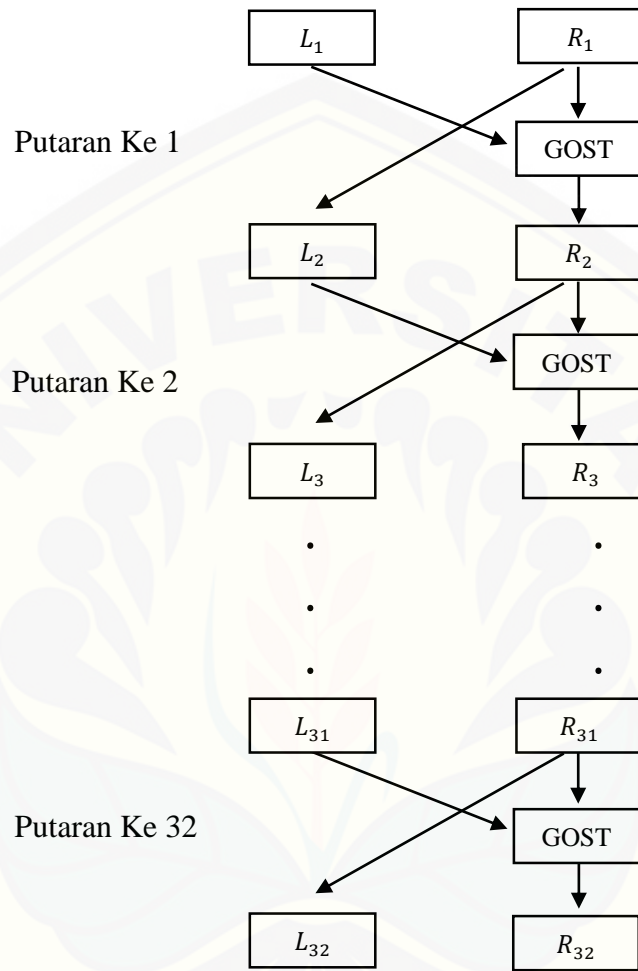 L₁ R₁
Putaran Ke 1
GOST
L₂ R₂
GOST
Putaran Ke 2
L₃ R₃
. .
. .
. .
L₃₁ R₃₁
Putaran Ke 32
GOST
L₃₂ R₃₂
UNIVERSITA